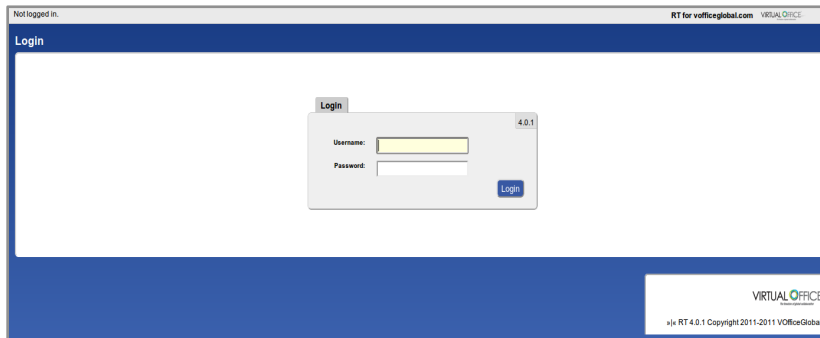 Not logged in.
RT for vofficeglobal.com VIRTUAL OFFICE
Login
Login
4.0.1
Username:
Password:
Login
VIRTUAL OFFICE
»|« RT 4.0.1 Copyright 2011-2011 VOfficeGloba